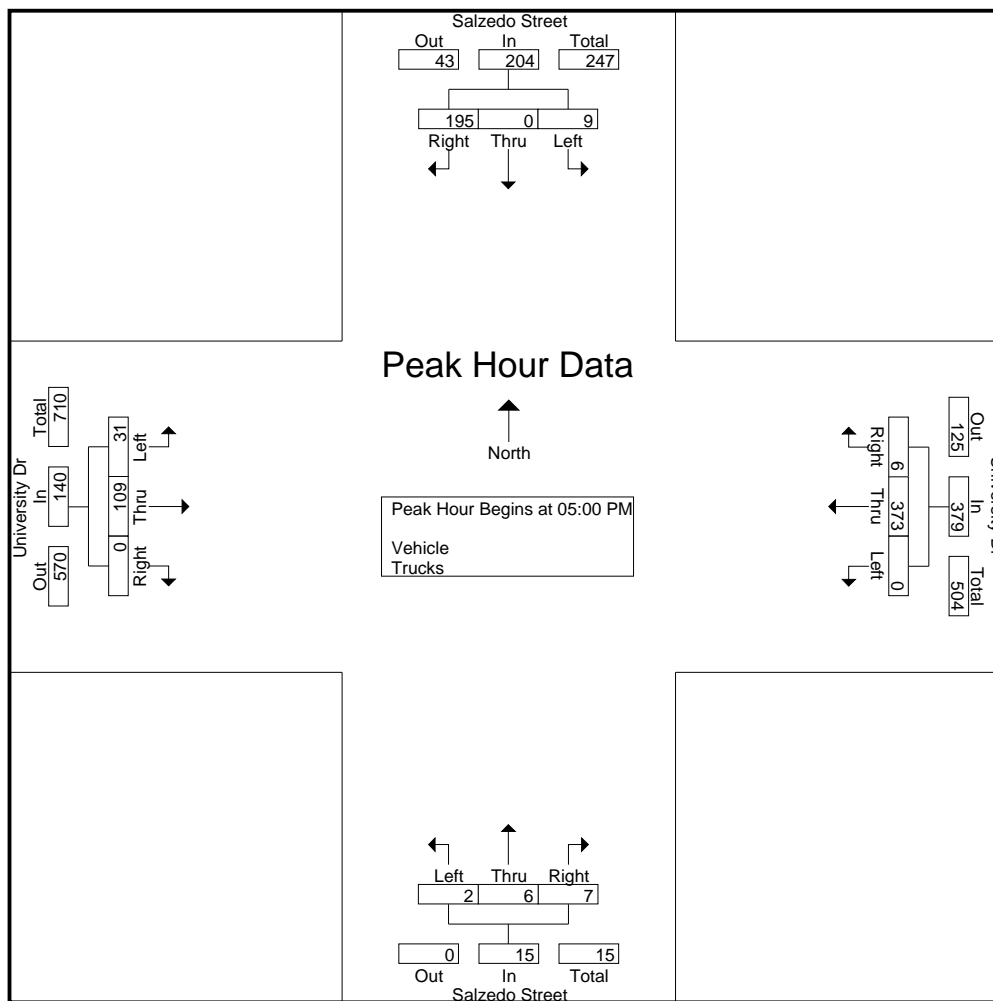 Salzedo Street
Out In Total
43 204 247
195 0 9
Right Thru Left
Peak Hour Data
North
Peak Hour Begins at 05:00 PM
Vehicle
Trucks
University Dr
Out In Total
570 140 710
31 109 0
Left Thru Right
Right Thru Left
6 373 0
125 379 504
Out In Total
Left Thru Right
2 6 7
0 15 15
Out In Total
Salzedo Street